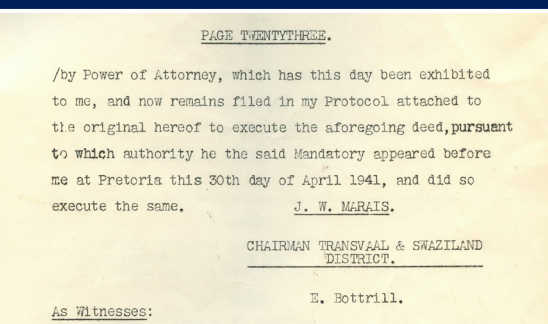 PAGE TWENTYTHREE.
/by Power of Attorney, which has this day been exhibited
to me, and now remains filed in my Protocol attached to
the original hereof to execute the aforegoing deed,pursuant
to which authority he the said Mandatory appeared before
me at Pretoria this 30th day of April 1941, and did so
execute the same. J. W. MARAIS.
CHAIRMAN TRANSVAAL & SWAZILAND
DISTRICT.
E. Bottrill.
As Witnesses: